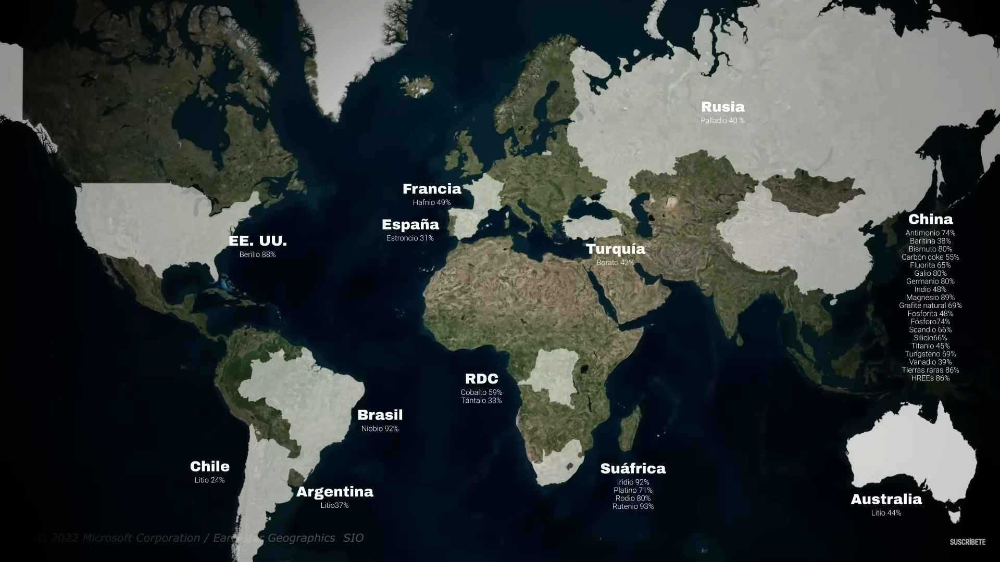 Rusia
Palladio 40 %
Francia
Hafnio 49%
España
Estroncio 31%
EE. UU.
Berilio 88%
Turquía
Borato 42%
China
Antimonio 74%
Baritina 38%
Bismuto 80%
Carbón coke 55%
Fluorita 65%
Galio 80%
Germanio 80%
Indio 48%
Magnesio 89%
Grafite natural 69%
Fosforita 48%
Fósforo74%
Scandio 66%
Silicio66%
Titanio 45%
Tungsteno 69%
Vanadio 39%
Tierras raras 86%
HREEs 86%
RDC
Cobalto 59%
Tántalo 33%
Brasil
Niobio 92%
Chile
Litio 24%
Argentina
Litio37%
Suáfrica
Iridio 92%
Platino 71%
Rodio 80%
Rutenio 93%
Australia
Litio 44%
© 2022 Microsoft Corporation / Earthstar Geographics SIO
SUSCRÍBETE